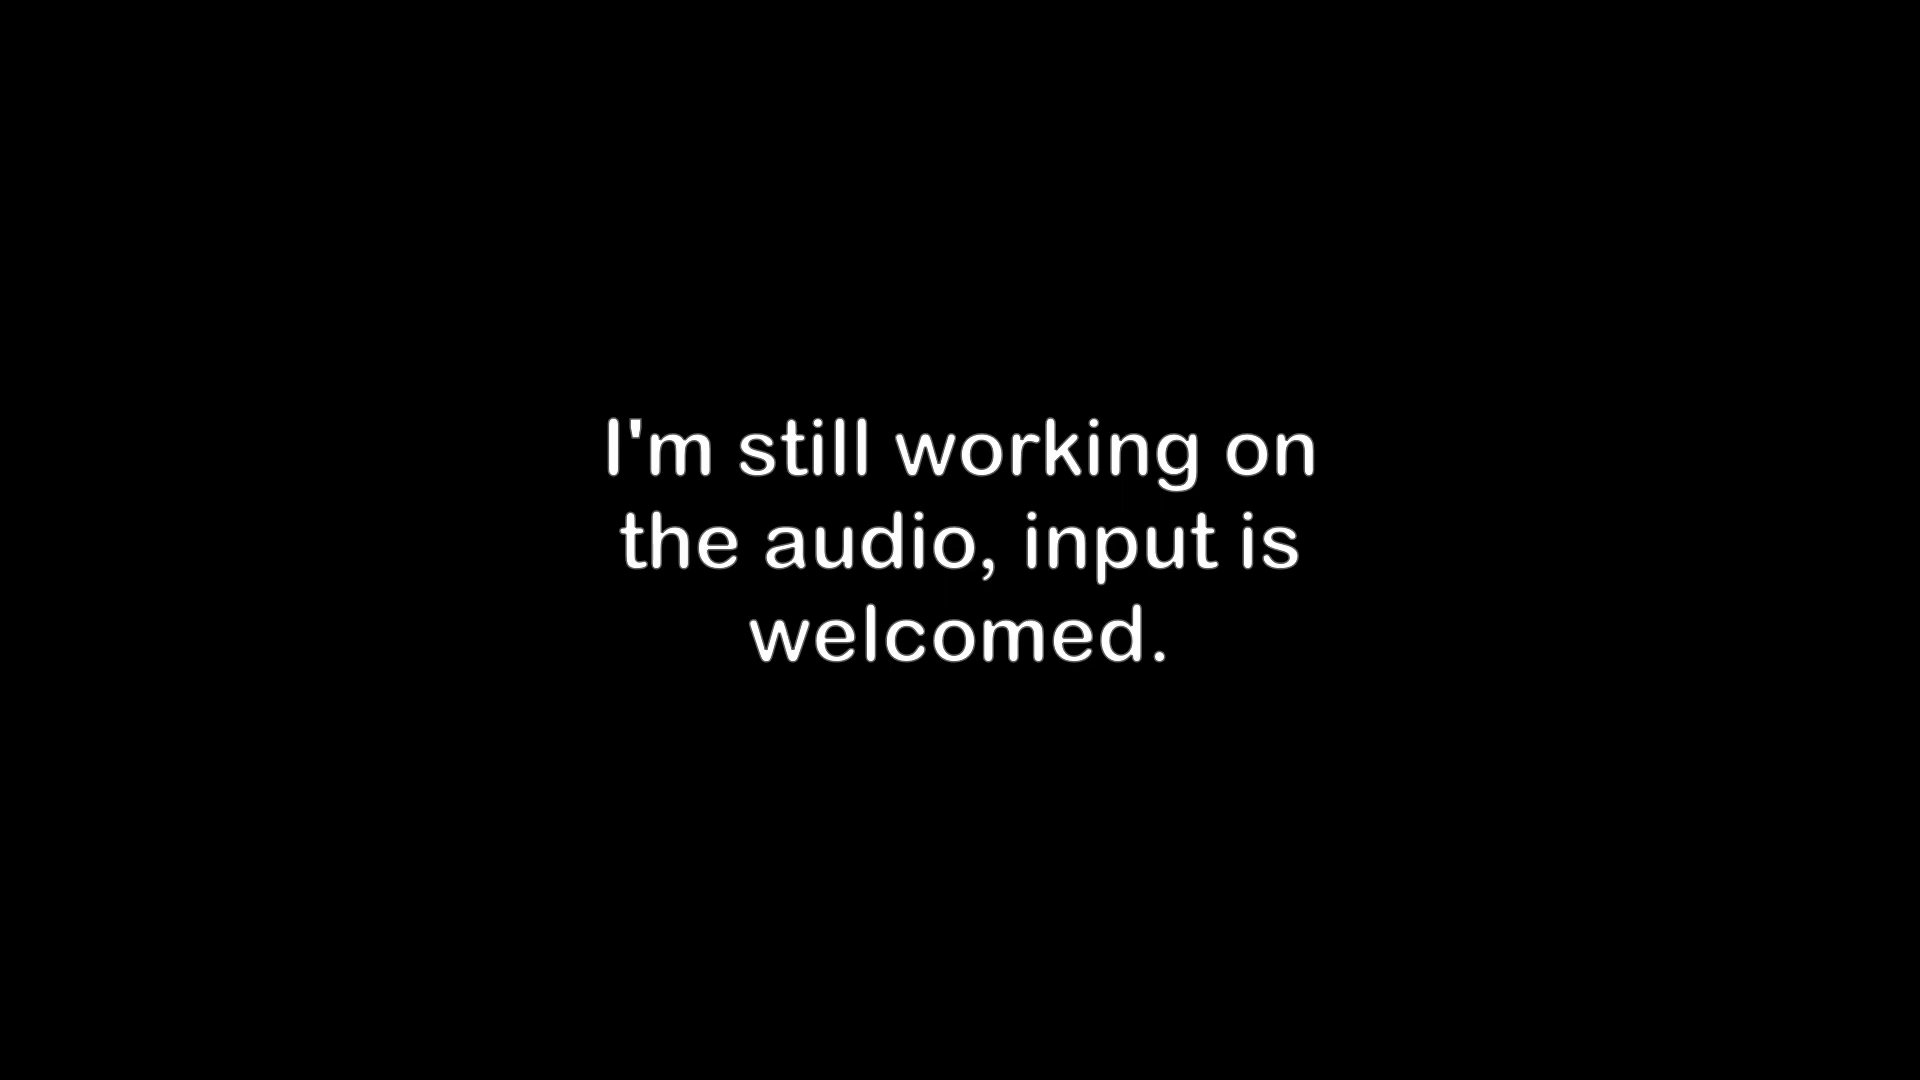 I'm still working on
the audio, input is
welcomed.